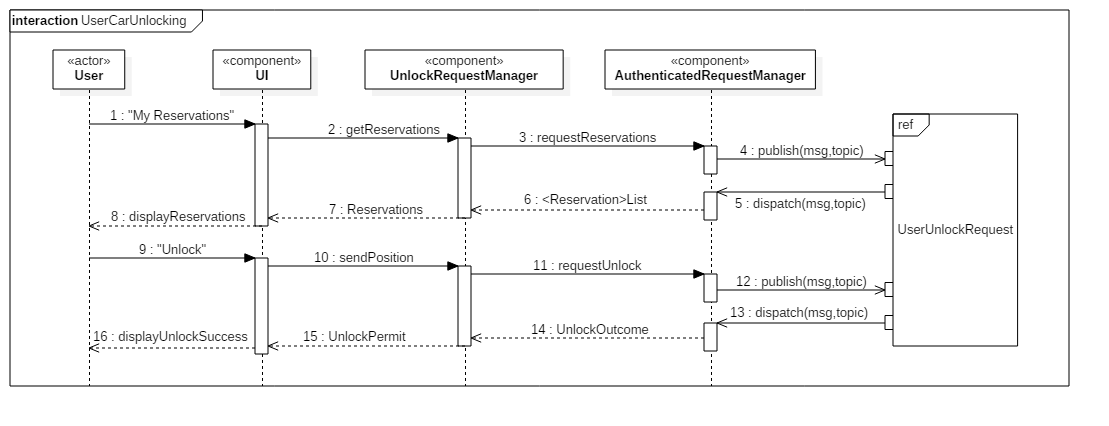 interaction UserCarUnlocking
«actor»
User
«component»
UI
«component»
UnlockRequestManager
«component»
AuthenticatedRequestManager
ref
1 : "My Reservations"
2 : getReservations
3 : requestReservations
4 : publish(msg,topic)
5 : dispatch(msg,topic)
6 : <Reservation>List
7 : Reservations
8 : displayReservations
UserUnlockRequest
9 : "Unlock"
10 : sendPosition
11 : requestUnlock
12 : publish(msg,topic)
13 : dispatch(msg,topic)
14 : UnlockOutcome
15 : UnlockPermit
16 : displayUnlockSuccess